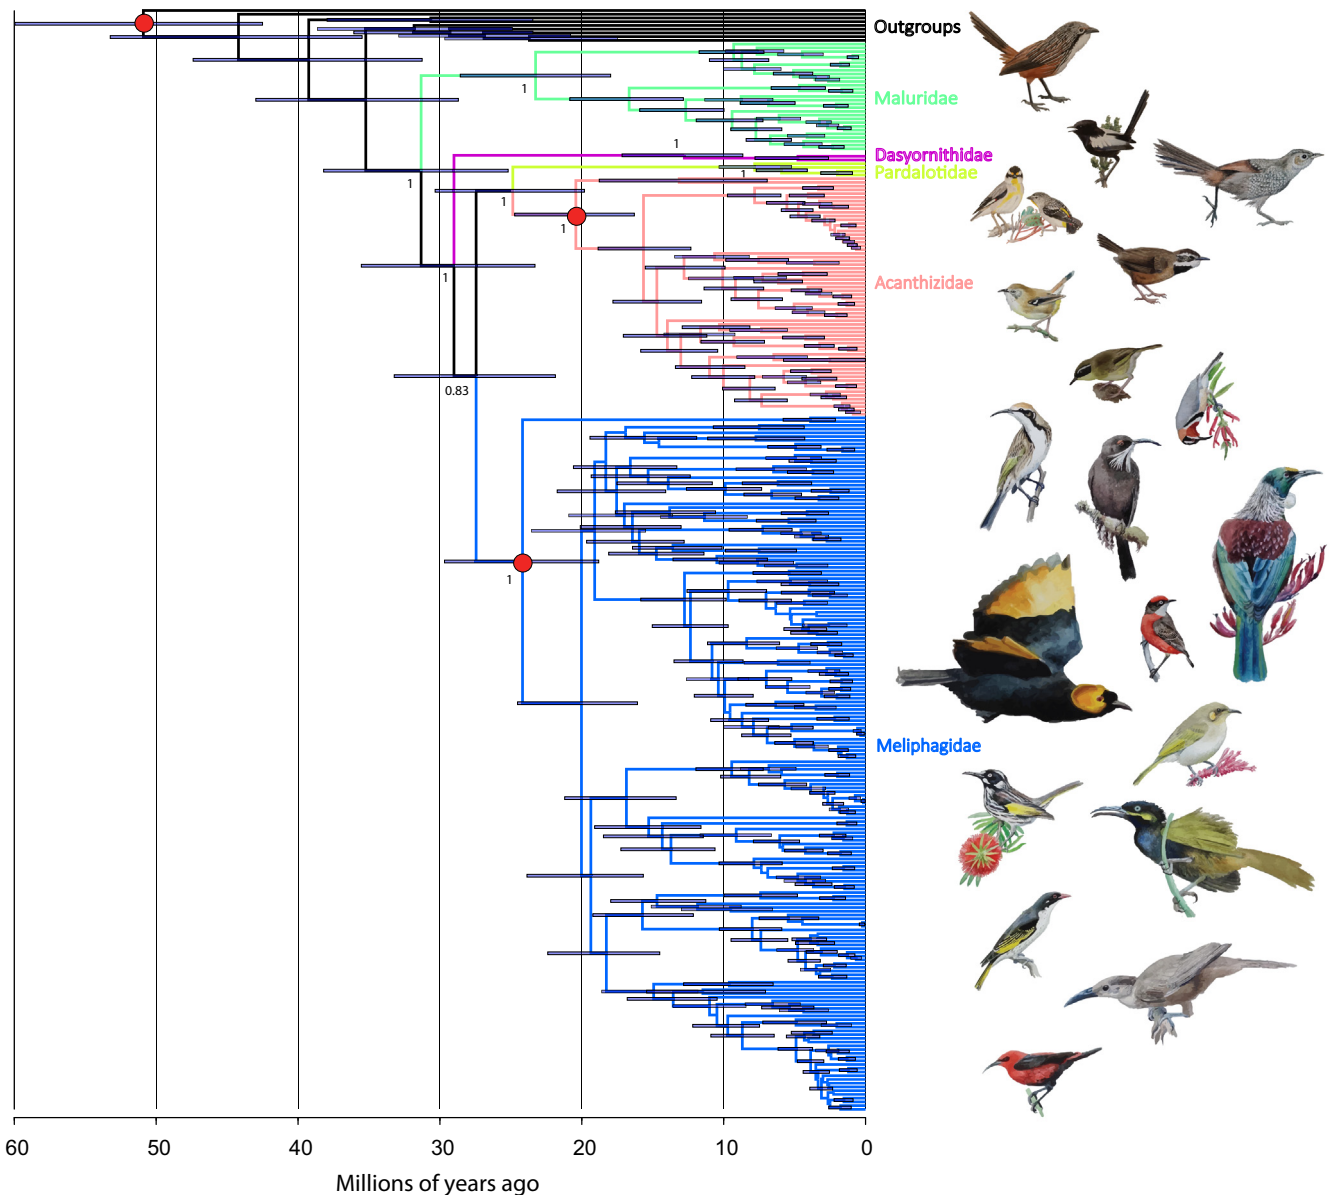 Outgroups
1
Maluridae
1
Dasyornithidae
Pardalotidae
1
1
1
1
Acanthizidae
1
0.83
1
Meliphagidae
60 50 40 30 20 10 0
Millions of years ago